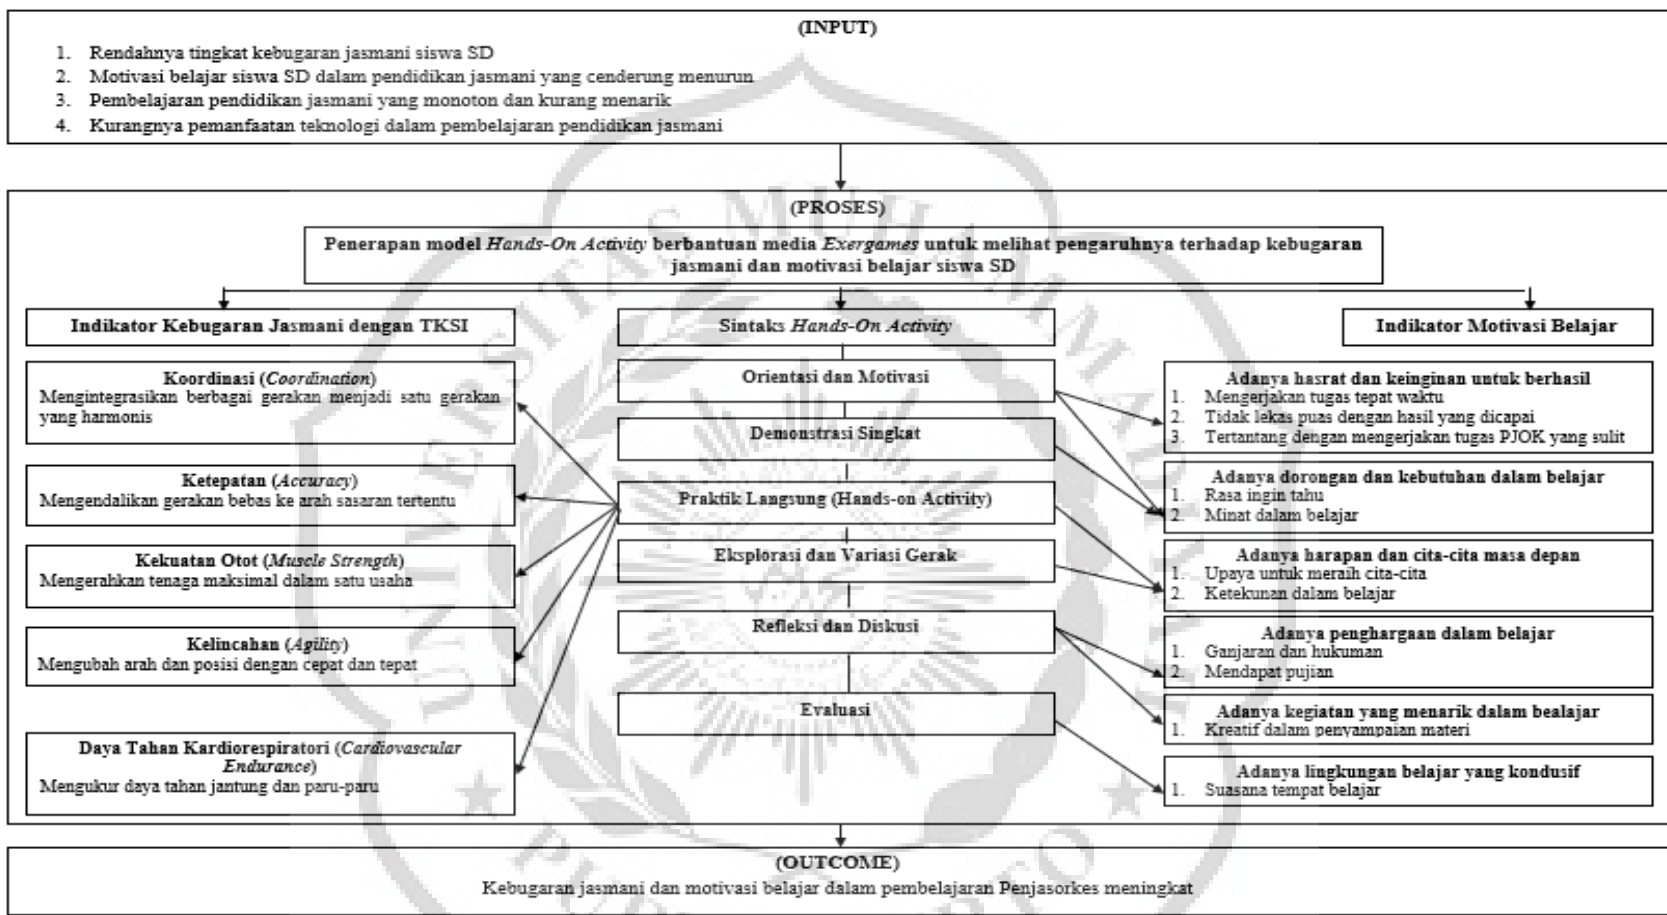 (INPUT)
1. Rendahnya tingkat kebugaran jasmani siswa SD
2. Motivasi belajar siswa SD dalam pendidikan jasmani yang cenderung menurun
3. Pembelajaran pendidikan jasmani yang monoton dan kurang menarik
4. Kurangnya pemanfaatan teknologi dalam pembelajaran pendidikan jasmani
(PROSES)
Penerapan model Hands-On Activity berbantuan media Exergames untuk melihat pengaruhnya terhadap kebugaran
jasmani dan motivasi belajar siswa SD
Indikator Kebugaran Jasmani dengan TKSI
Koordinasi (Coordination)
Mengintegrasikan berbagai gerakan menjadi satu gerakan
yang harmonis
Ketepatan (Accuracy)
Mengendalikan gerakan bebas ke arah sasaran tertentu
Kekuatan Otot (Muscle Strength)
Mengerahkan tenaga maksimal dalam satu usaha
Kelincahan (Agility)
Mengubah arah dan posisi dengan cepat dan tepat
Daya Tahan Kardiorespiratori (Cardiovascular
Endurance)
Mengukur daya tahan jantung dan paru-paru
Sintaks Hands-On Activity
Orientasi dan Motivasi
Demonstrasi Singkat
Praktik Langsung (Hands-on Activity)
Eksplorasi dan Variasi Gerak
Refleksi dan Diskusi
Evaluasi
Indikator Motivasi Belajar
Adanya hasrat dan keinginan untuk berhasil
1. Mengerjakan tugas tepat waktu
2. Tidak lekas puas dengan hasil yang dicapai
3. Tertantang dengan mengerjakan tugas PJOK yang sulit
Adanya dorongan dan kebutuhan dalam belajar
1. Rasa ingin tahu
2. Minat dalam belajar
Adanya harapan dan cita-cita masa depan
1. Upaya untuk meraih cita-cita
2. Ketekunan dalam belajar
Adanya penghargaan dalam belajar
1. Ganjaran dan hukuman
2. Mendapat pujian
Adanya kegiatan yang menarik dalam bealajar
1. Kreatif dalam penyampaian materi
Adanya lingkungan belajar yang kondusif
1. Suasana tempat belajar
(OUTCOME)
Kebugaran jasmani dan motivasi belajar dalam pembelajaran Penjasorkes meningkat
UNIVERSITAS